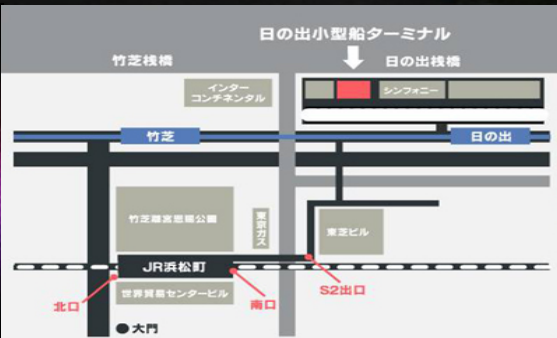 日の出小型船ターミナル
竹芝桟橋
日の出桟橋
インター
コンチネンタル
シンフォニー
竹芝
日の出
竹芝離宮恩賜公園
東京ガス
東芝ビル
JR浜松町
S2出口
北口
世界貿易センタービル
南口
●大門